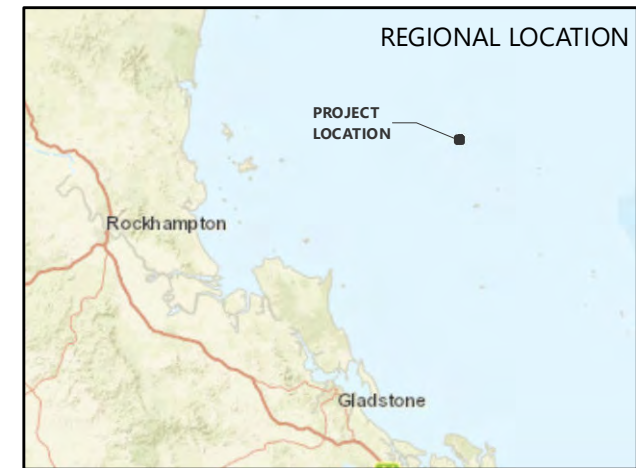 REGIONAL LOCATION
PROJECT
LOCATION
Rockhampton
Gladstone